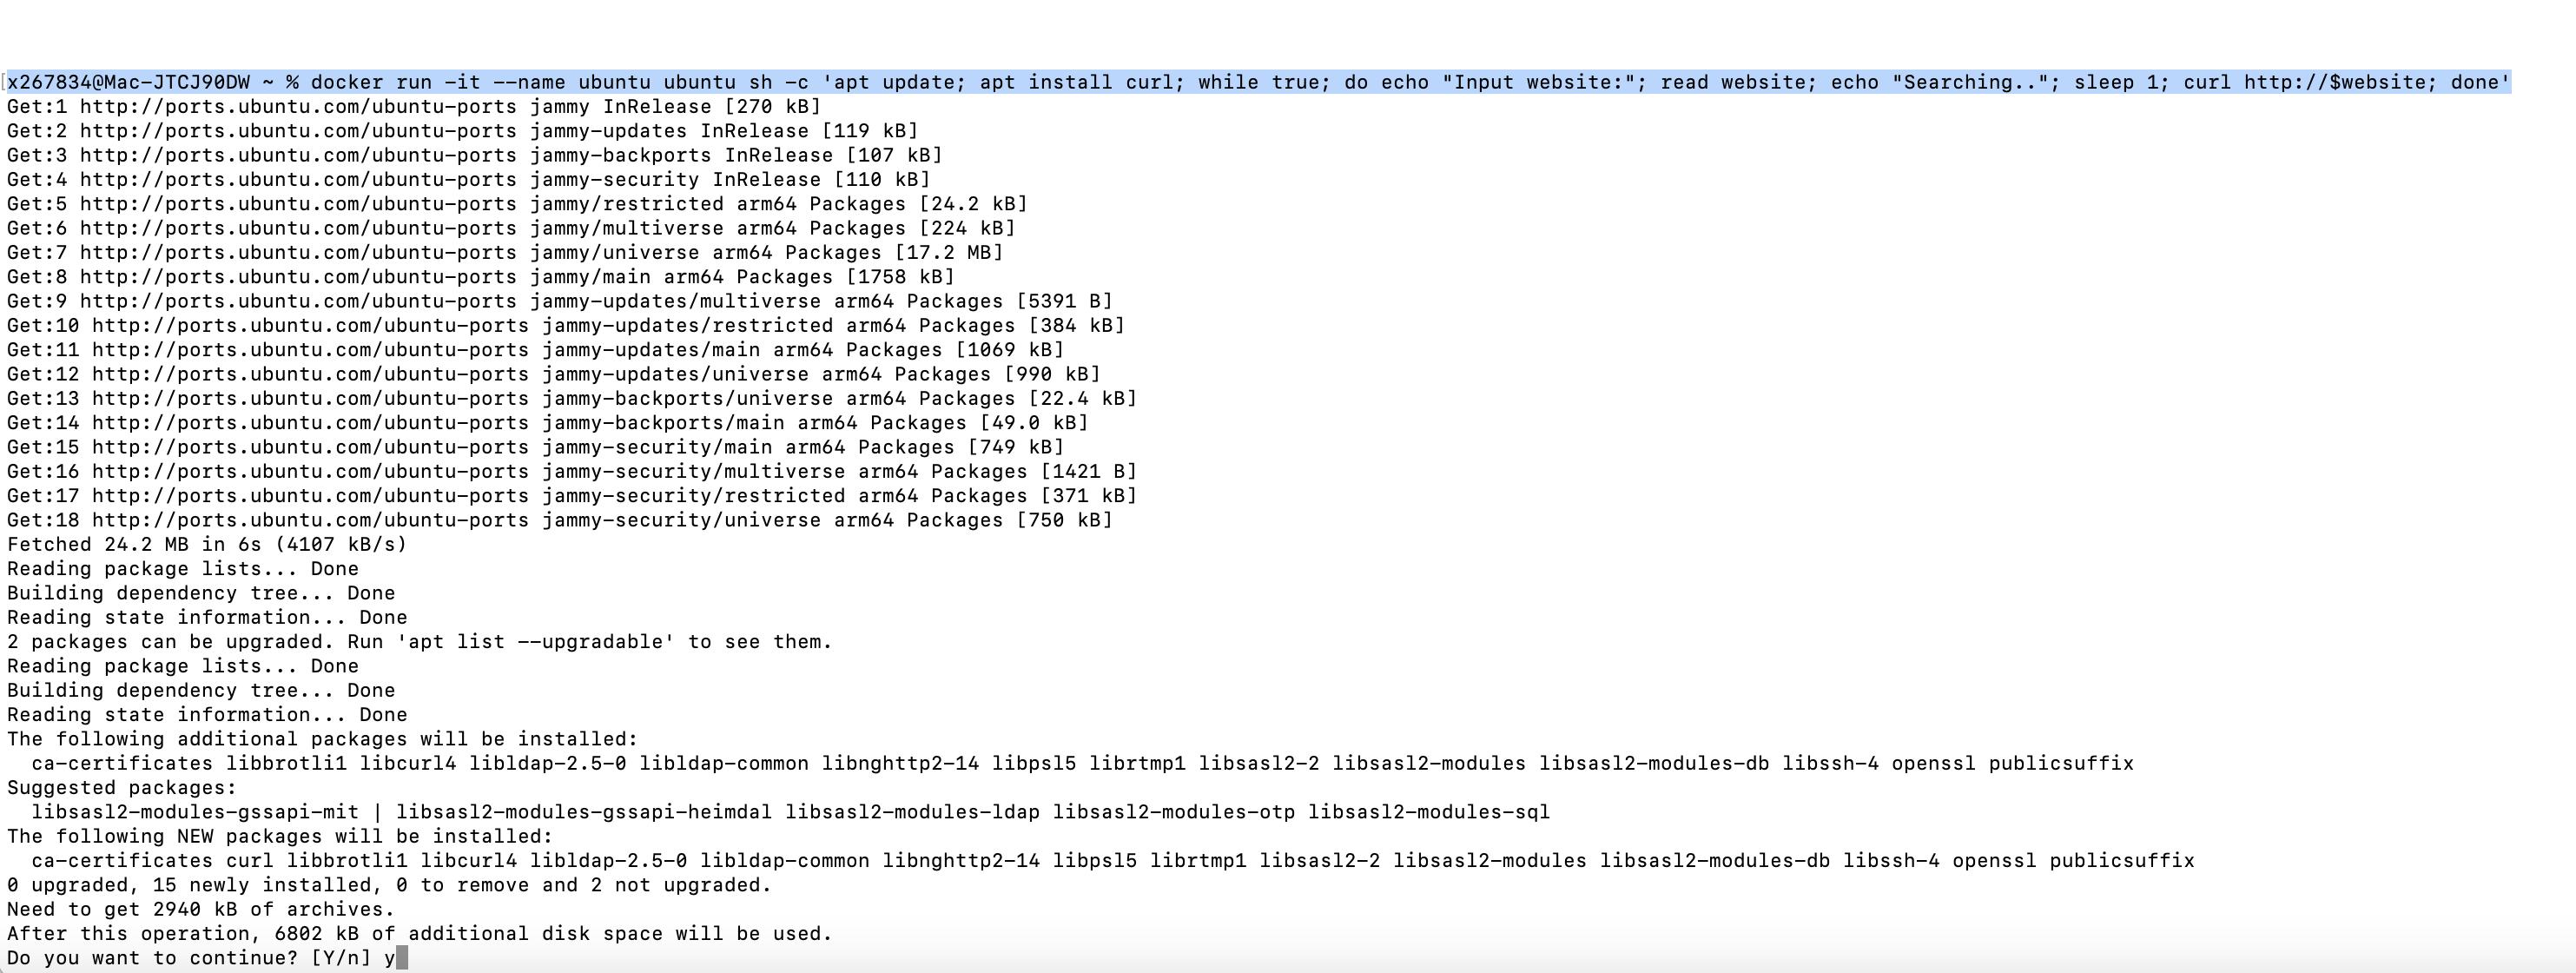 x267834@Mac-JTCJ90DW ~ % docker run -it --name ubuntu ubuntu sh -c 'apt update; apt install curl; while true; do echo "Input website:"; read website; echo "Searching.."; sleep 1; curl http://$website; done'
Get:1 http://ports.ubuntu.com/ubuntu-ports jammy InRelease [270 kB]
Get:2 http://ports.ubuntu.com/ubuntu-ports jammy-updates InRelease [119 kB]
Get:3 http://ports.ubuntu.com/ubuntu-ports jammy-backports InRelease [107 kB]
Get:4 http://ports.ubuntu.com/ubuntu-ports jammy-security InRelease [110 kB]
Get:5 http://ports.ubuntu.com/ubuntu-ports jammy/restricted arm64 Packages [24.2 kB]
Get:6 http://ports.ubuntu.com/ubuntu-ports jammy/multiverse arm64 Packages [224 kB]
Get:7 http://ports.ubuntu.com/ubuntu-ports jammy/universe arm64 Packages [17.2 MB]
Get:8 http://ports.ubuntu.com/ubuntu-ports jammy/main arm64 Packages [1758 kB]
Get:9 http://ports.ubuntu.com/ubuntu-ports jammy-updates/multiverse arm64 Packages [5391 B]
Get:10 http://ports.ubuntu.com/ubuntu-ports jammy-updates/restricted arm64 Packages [384 kB]
Get:11 http://ports.ubuntu.com/ubuntu-ports jammy-updates/main arm64 Packages [1069 kB]
Get:12 http://ports.ubuntu.com/ubuntu-ports jammy-updates/universe arm64 Packages [990 kB]
Get:13 http://ports.ubuntu.com/ubuntu-ports jammy-backports/universe arm64 Packages [22.4 kB]
Get:14 http://ports.ubuntu.com/ubuntu-ports jammy-backports/main arm64 Packages [49.0 kB]
Get:15 http://ports.ubuntu.com/ubuntu-ports jammy-security/main arm64 Packages [749 kB]
Get:16 http://ports.ubuntu.com/ubuntu-ports jammy-security/multiverse arm64 Packages [1421 B]
Get:17 http://ports.ubuntu.com/ubuntu-ports jammy-security/restricted arm64 Packages [371 kB]
Get:18 http://ports.ubuntu.com/ubuntu-ports jammy-security/universe arm64 Packages [750 kB]
Fetched 24.2 MB in 6s (4107 kB/s)
Reading package lists... Done
Building dependency tree... Done
Reading state information... Done
2 packages can be upgraded. Run 'apt list --upgradable' to see them.
Reading package lists... Done
Building dependency tree... Done
Reading state information... Done
The following additional packages will be installed:
ca-certificates libbrotli1 libcurl4 libldap-2.5-0 libldap-common libnghttp2-14 libpsl5 librtmp1 libsasl2-2 libsasl2-modules libsasl2-modules-db libssh-4 openssl publicsuffix
Suggested packages:
libsasl2-modules-gssapi-mit | libsasl2-modules-gssapi-heimdal libsasl2-modules-ldap libsasl2-modules-otp libsasl2-modules-sql
The following NEW packages will be installed:
ca-certificates curl libbrotli1 libcurl4 libldap-2.5-0 libldap-common libnghttp2-14 libpsl5 librtmp1 libsasl2-2 libsasl2-modules libsasl2-modules-db libssh-4 openssl publicsuffix
0 upgraded, 15 newly installed, 0 to remove and 2 not upgraded.
Need to get 2940 kB of archives.
After this operation, 6802 kB of additional disk space will be used.
Do you want to continue? [Y/n] y